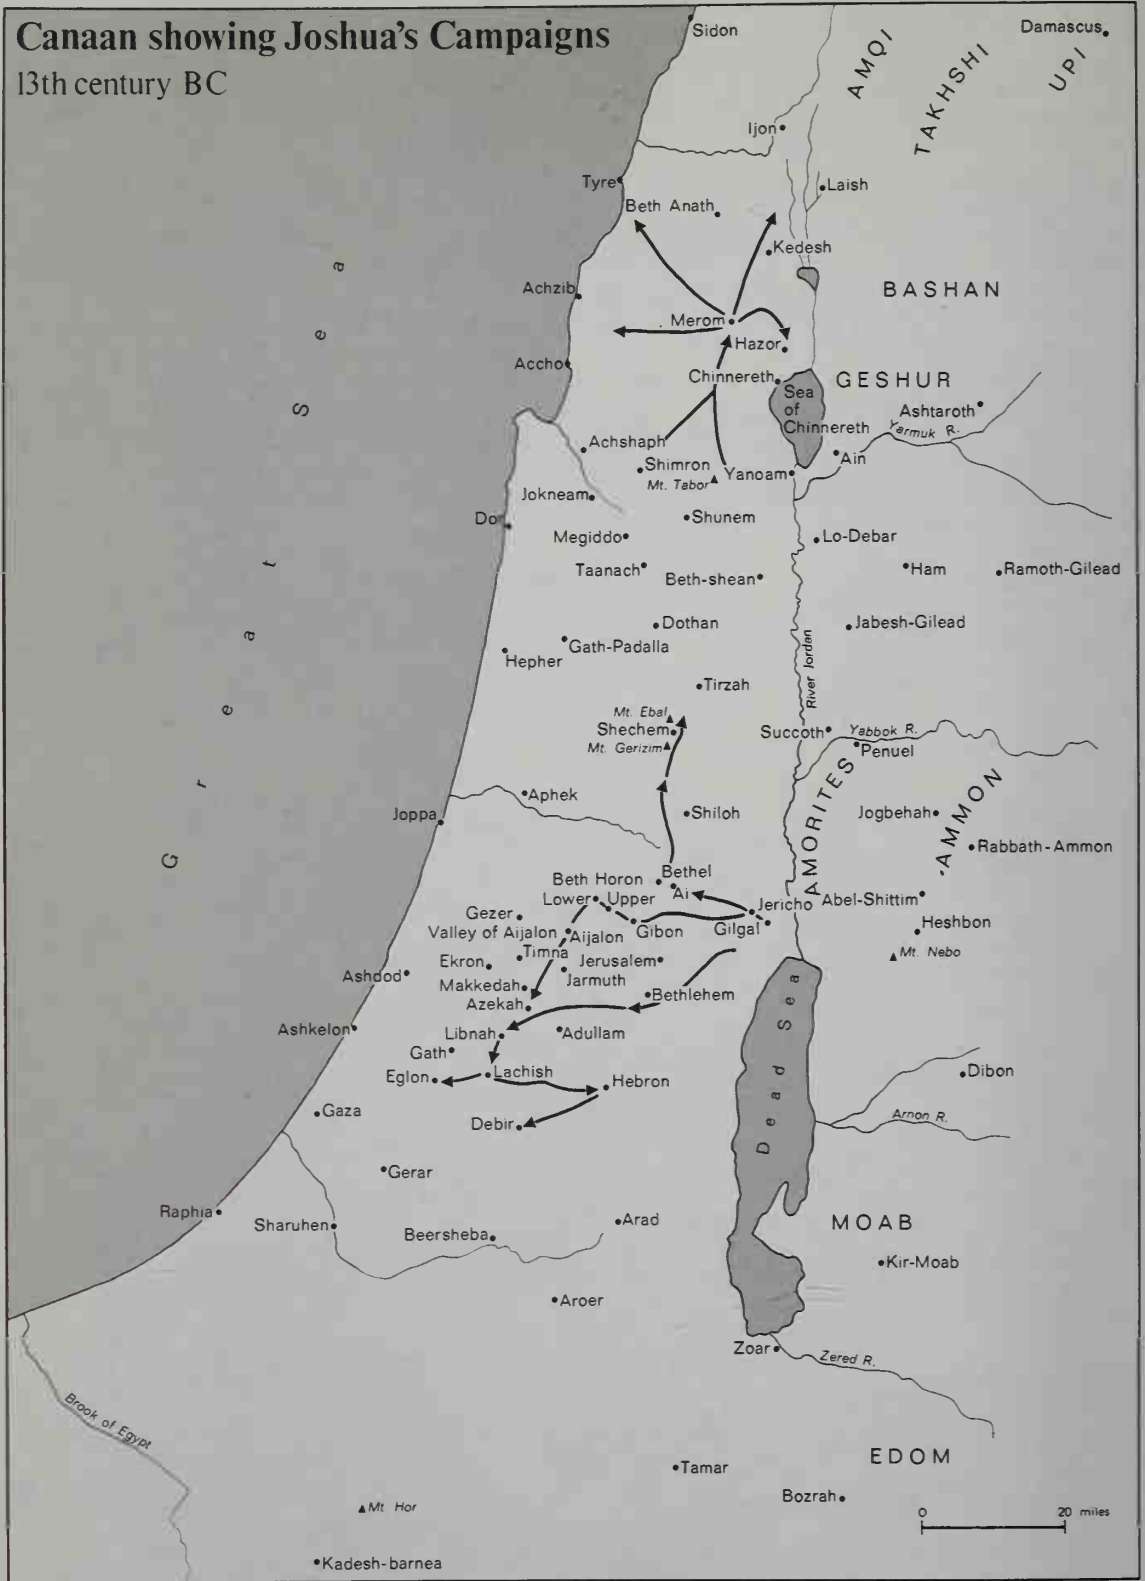 Canaan showing Joshua's Campaigns
13th century BC
Sidon
Damascus
AMQI
TAKHSHI
UPI
Ijon
Tyre
Laish
Beth Anath
Kedesh
Great Sea
BASHAN
Achzib
Merom
Hazor
Accho
Chinnereth
GESHUR
Sea
of
Chinnereth
Ashtaroth
Yarmuk R.
Achshaph
Ain
Shimron
Yanoam
Mt. Tabor
Jokneam
Do
Shunem
Megiddo
Lo-Debar
Taanach
Beth-shean
Ham
Ramoth-Gilead
Dothan
Jabesh-Gilead
Gath-Padalla
Hepher
River Jordan
Tirzah
Mt. Ebal
Shechem
Mt. Gerizim
Succoth
Yabbok R.
Penuel
AMORITES
AMMON
Aphek
Joppa
Shiloh
Jogbehah
Rabbath-Ammon
Bethel
Beth Horon
Ai
Lower
Upper
Jericho
Abel-Shittim
Gezer
Valley of Aijalon
Aijalon
Gibon
Gilgal
Heshbon
Timna
Ekron
Jerusalem
Mt. Nebo
Ashdod
Jarmuth
Makkedah
Bethlehem
Azekah
Dead Sea
Ashkelon
Libnah
Adullam
Gath
Eglon
Lachish
Hebron
Dibon
Gaza
Debir
Arnon R.
Gerar
Raphia
Sharuhen
Arad
MOAB
Beersheba
Kir-Moab
Aroer
Zoar
Zered R.
Brook of Egypt
EDOM
Tamar
Bozrah
Mt Hor
0 20 miles
Kadesh-barnea